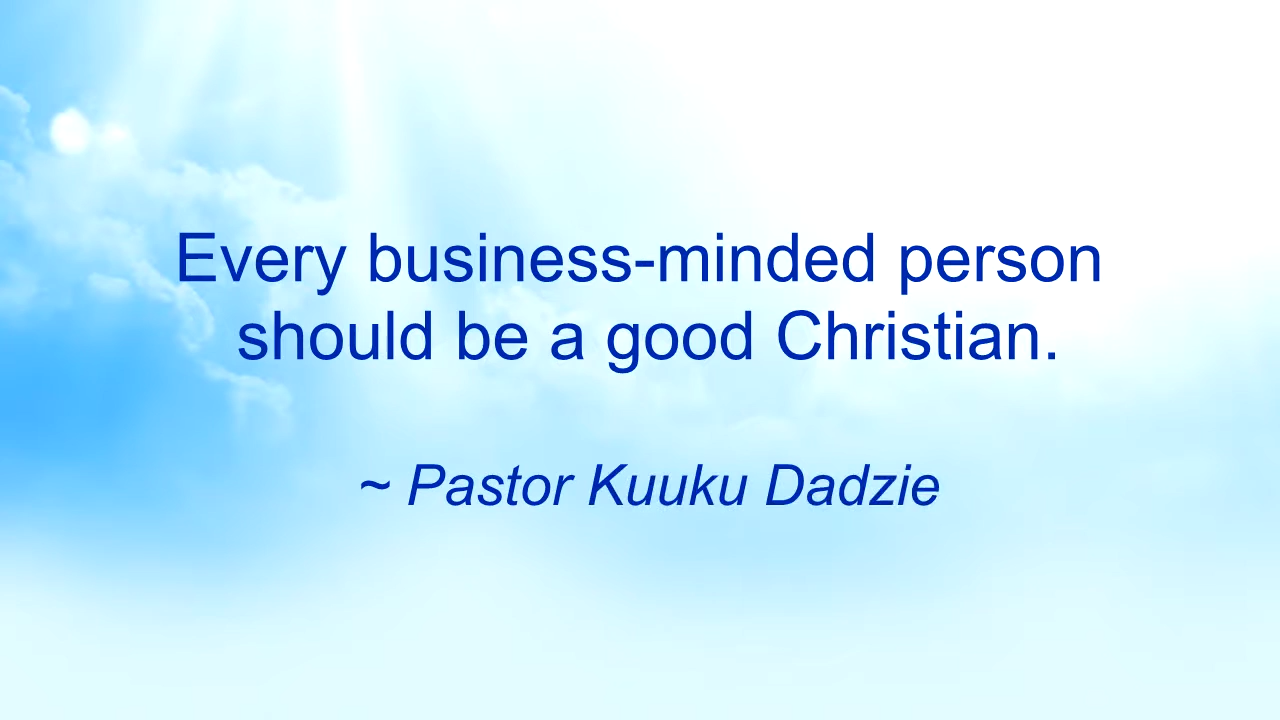 Every business-minded person
should be a good Christian.
~ Pastor Kuuku Dadzie